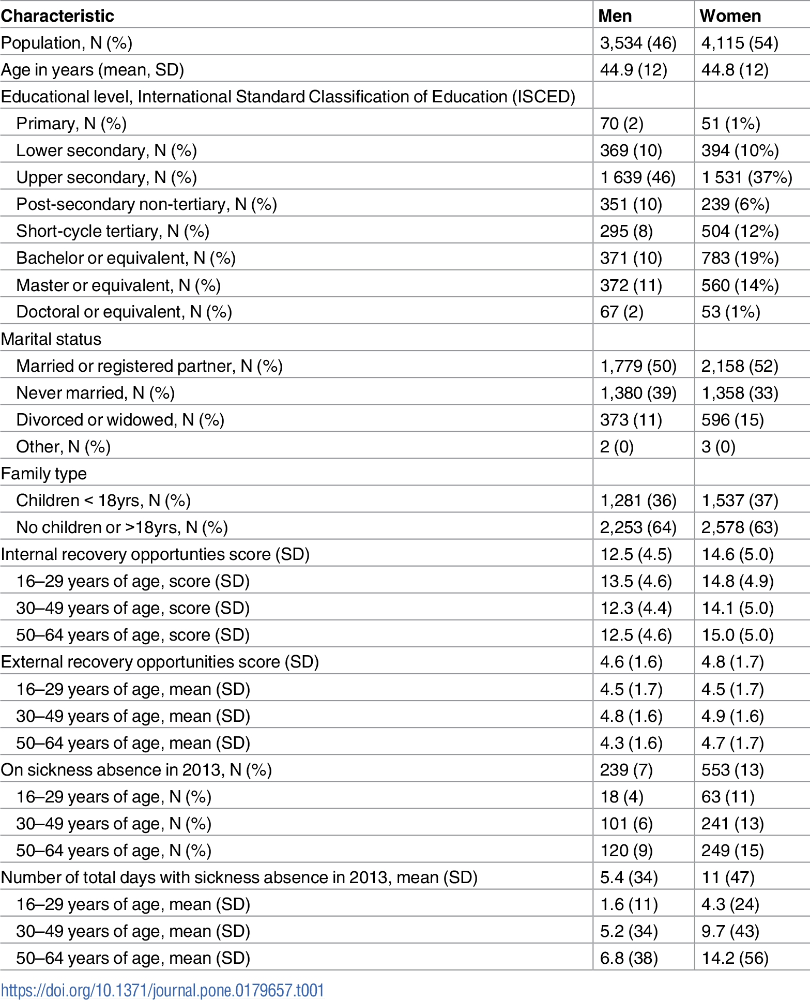 Characteristic Men Women
Population, N (%) 3,534 (46) 4,115 (54)
Age in years (mean, SD) 44.9 (12) 44.8 (12)
Educational level, International Standard Classification of Education (ISCED)
Primary, N (%) 70 (2) 51 (1%)
Lower secondary, N (%) 369 (10) 394 (10%)
Upper secondary, N (%) 1 639 (46) 1 531 (37%)
Post-secondary non-tertiary, N (%) 351 (10) 239 (6%)
Short-cycle tertiary, N (%) 295 (8) 504 (12%)
Bachelor or equivalent, N (%) 371 (10) 783 (19%)
Master or equivalent, N (%) 372 (11) 560 (14%)
Doctoral or equivalent, N (%) 67 (2) 53 (1%)
Marital status
Married or registered partner, N (%) 1,779 (50) 2,158 (52)
Never married, N (%) 1,380 (39) 1,358 (33)
Divorced or widowed, N (%) 373 (11) 596 (15)
Other, N (%) 2 (0) 3 (0)
Family type
Children < 18yrs, N (%) 1,281 (36) 1,537 (37)
No children or >18yrs, N (%) 2,253 (64) 2,578 (63)
Internal recovery opportunties score (SD) 12.5 (4.5) 14.6 (5.0)
16–29 years of age, score (SD) 13.5 (4.6) 14.8 (4.9)
30–49 years of age, score (SD) 12.3 (4.4) 14.1 (5.0)
50–64 years of age, score (SD) 12.5 (4.6) 15.0 (5.0)
External recovery opportunities score (SD) 4.6 (1.6) 4.8 (1.7)
16–29 years of age, mean (SD) 4.5 (1.7) 4.5 (1.7)
30–49 years of age, mean (SD) 4.8 (1.6) 4.9 (1.6)
50–64 years of age, mean (SD) 4.3 (1.6) 4.7 (1.7)
On sickness absence in 2013, N (%) 239 (7) 553 (13)
16–29 years of age, N (%) 18 (4) 63 (11)
30–49 years of age, N (%) 101 (6) 241 (13)
50–64 years of age, N (%) 120 (9) 249 (15)
Number of total days with sickness absence in 2013, mean (SD) 5.4 (34) 11 (47)
16–29 years of age, mean (SD) 1.6 (11) 4.3 (24)
30–49 years of age, mean (SD) 5.2 (34) 9.7 (43)
50–64 years of age, mean (SD) 6.8 (38) 14.2 (56)
https://doi.org/10.1371/journal.pone.0179657.t001